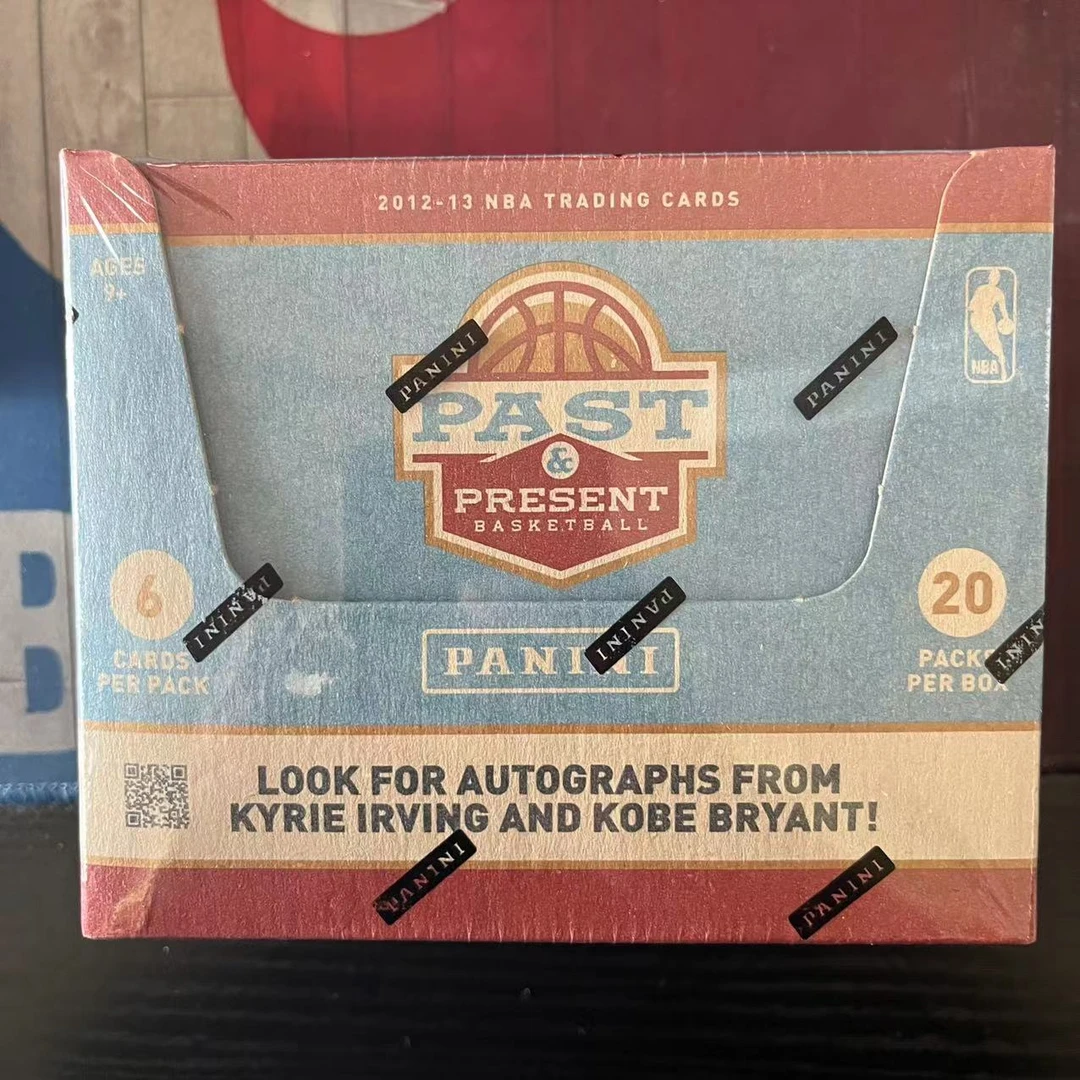 2012-13 NBA TRADING CARDS
AGES
9+
NBA
PANINI
PANINI
PAST
&
PRESENT
BASKETBALL
6
CARDS
PER PACK
PANINI
PANINI
20
PACKS
PER BOX
PANINI
LOOK FOR AUTOGRAPHS FROM
KYRIE IRVING AND KOBE BRYANT!
PANINI
PANINI